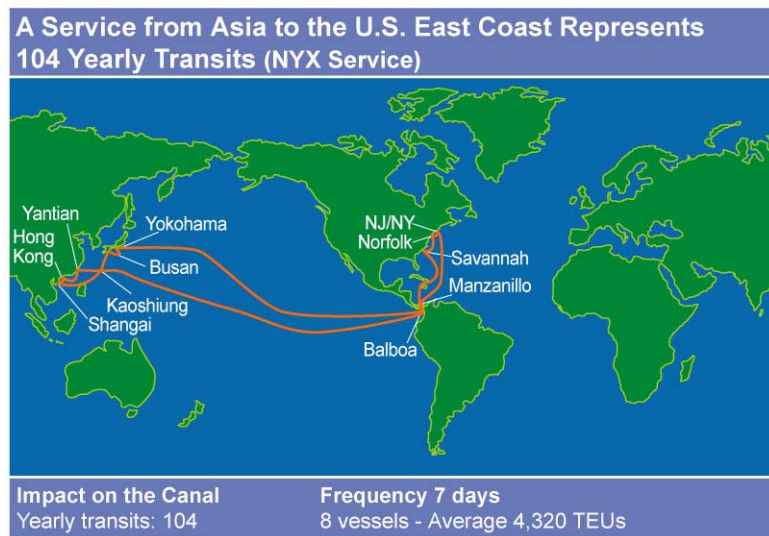 A Service from Asia to the U.S. East Coast Represents
104 Yearly Transits (NYX Service)
Yantian
Hong
Kong
Yokohama
Busan
Kaoshiung
Shangai
NJ/NY
Norfolk
Savannah
Manzanillo
Balboa
Impact on the Canal
Yearly transits: 104
Frequency 7 days
8 vessels - Average 4,320 TEUs